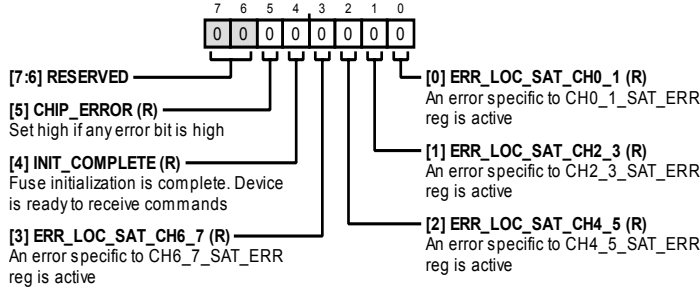 7 6 5 4 3 2 1 0
0 0 0 0 0 0 0 0
[7:6] RESERVED
[5] CHIP_ERROR (R)
Set high if any error bit is high
[4] INIT_COMPLETE (R)
Fuse initialization is complete. Device
is ready to receive commands
[3] ERR_LOC_SAT_CH6_7 (R)
An error specific to CH6_7_SAT_ERR
reg is active
[0] ERR_LOC_SAT_CH0_1 (R)
An error specific to CH0_1_SAT_ERR
reg is active
[1] ERR_LOC_SAT_CH2_3 (R)
An error specific to CH2_3_SAT_ERR
reg is active
[2] ERR_LOC_SAT_CH4_5 (R)
An error specific to CH4_5_SAT_ERR
reg is active